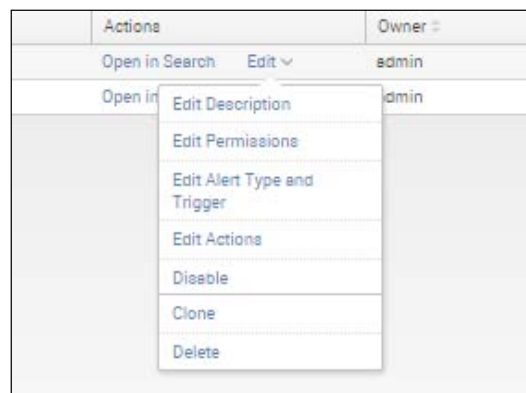 Actions Owner
Open in Search Edit admin
Open in admin
Edit Description
Edit Permissions
Edit Alert Type and
Trigger
Edit Actions
Disable
Clone
Delete